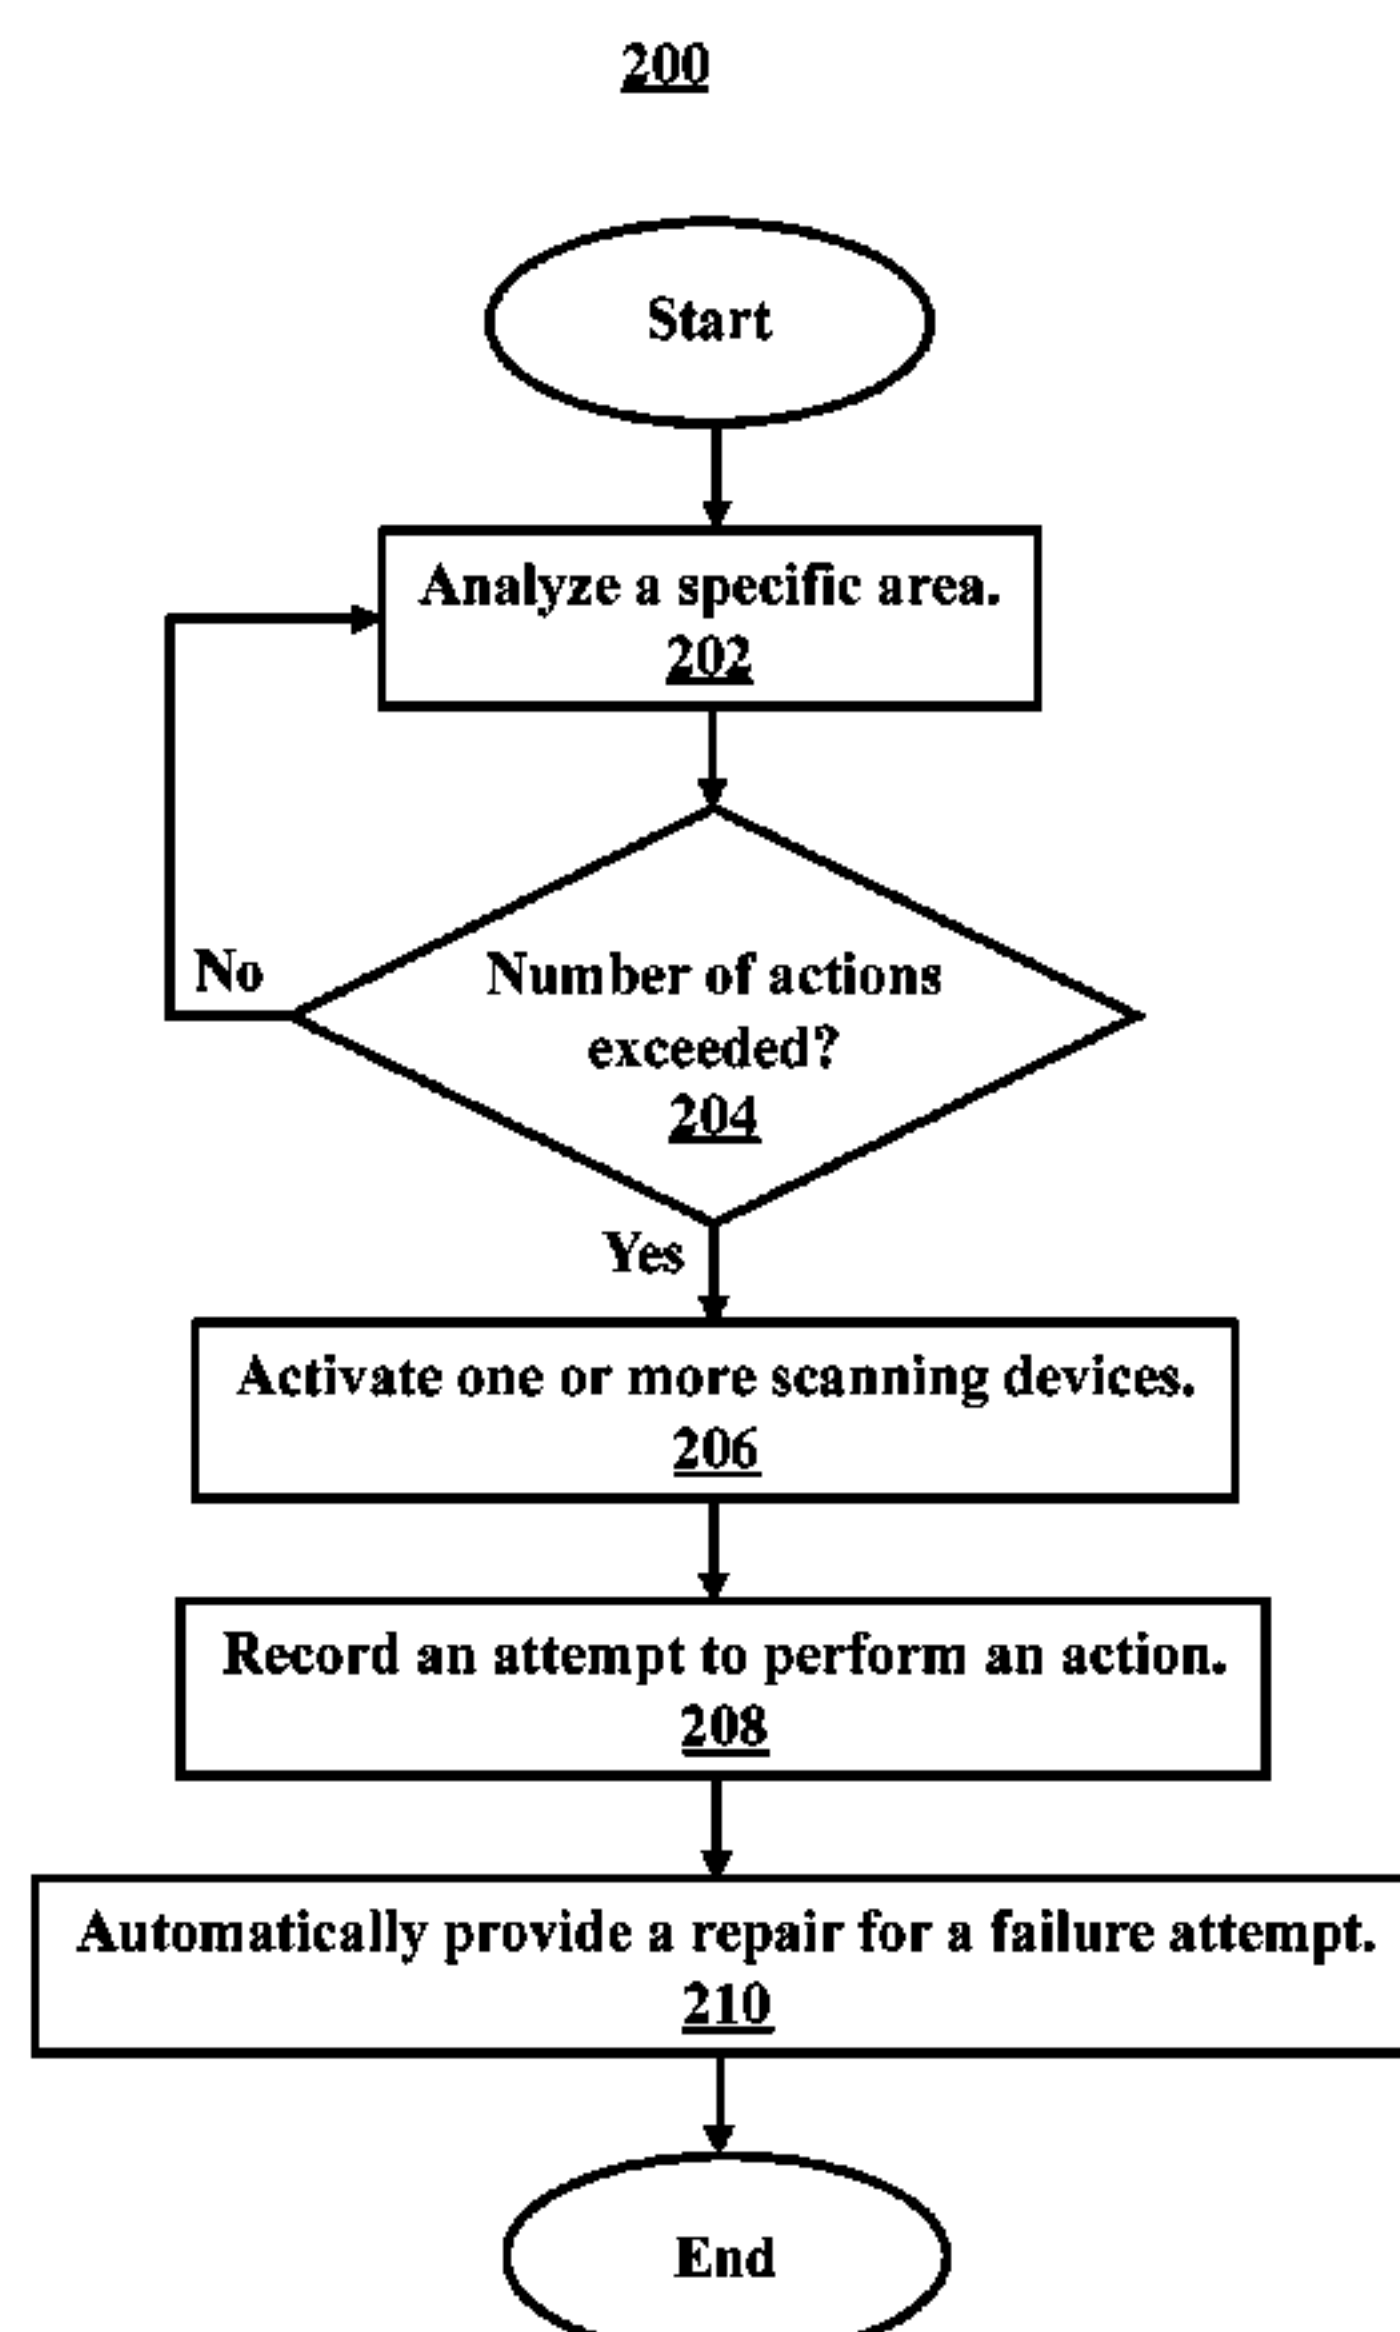 200
Start
Analyze a specific area.
202
Number of actions
exceeded?
204
No
Yes
Activate one or more scanning devices.
206
Record an attempt to perform an action.
208
Automatically provide a repair for a failure attempt.
210
End